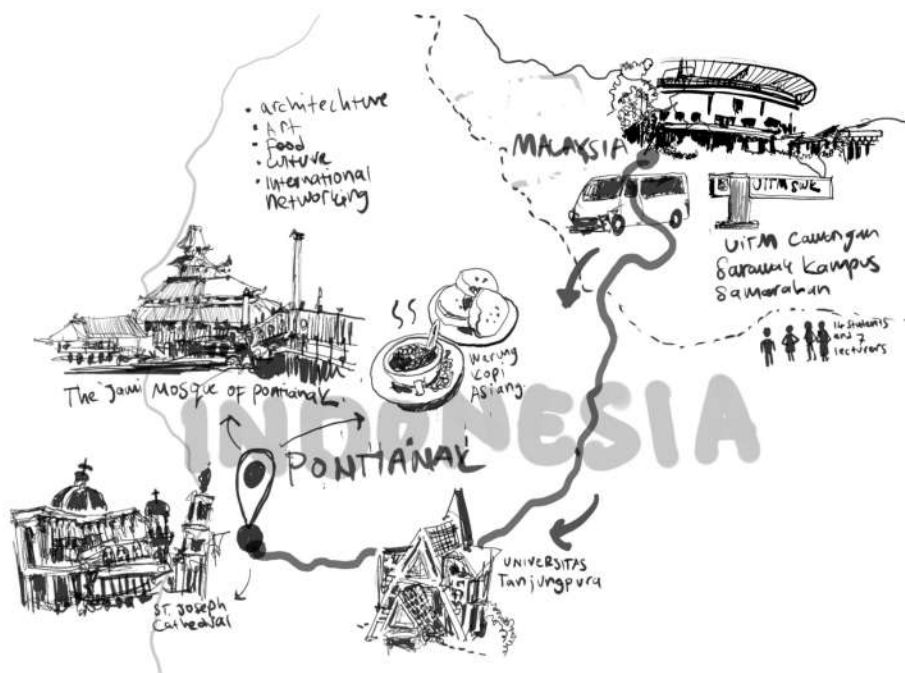 • architechture
• Art
• Food
• Culture
• International
networking
MALAYSIA
UiTM SWK
UiTM Cawangan
Sarawak Kampus
Samarahan
14 students
and 7
lecturers
Warung
Kopi
Asiang
The Jami Mosque of Pontianak
INDONESIA
PONTIANAK
UNIVERSITAS
Tanjungpura
ST. Joseph
Cathedral